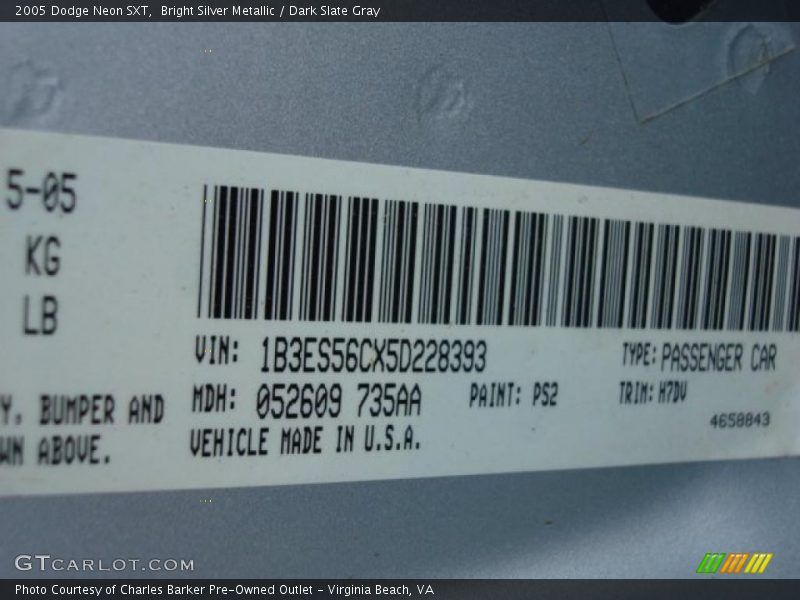 2005 Dodge Neon SXT,  Bright Silver Metallic / Dark Slate Gray
5-05
KG
LB
VIN: 1B3ES56CX5D228393 TYPE: PASSENGER CAR
Y, BUMPER AND MDH: 052609 735AA PAINT: PS2 TRIM: H7DV
WN ABOVE. VEHICLE MADE IN U.S.A. 4658843
GTCARLOT.COM
Photo Courtesy of Charles Barker Pre-Owned Outlet - Virginia Beach, VA